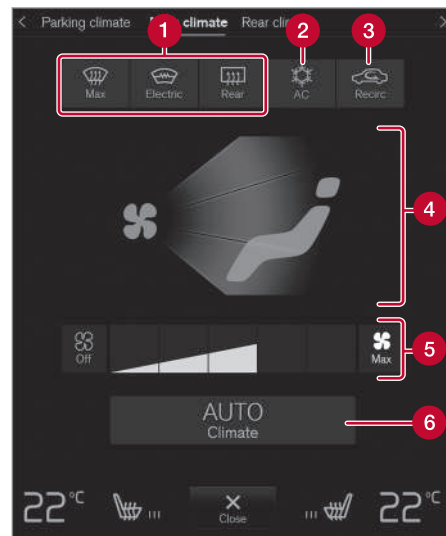 Parking climate climate Rear
1 2 3
Max Electric Rear AC Recirc
4
Off Max 5
AUTO 6
Climate
22°C Close 22°C